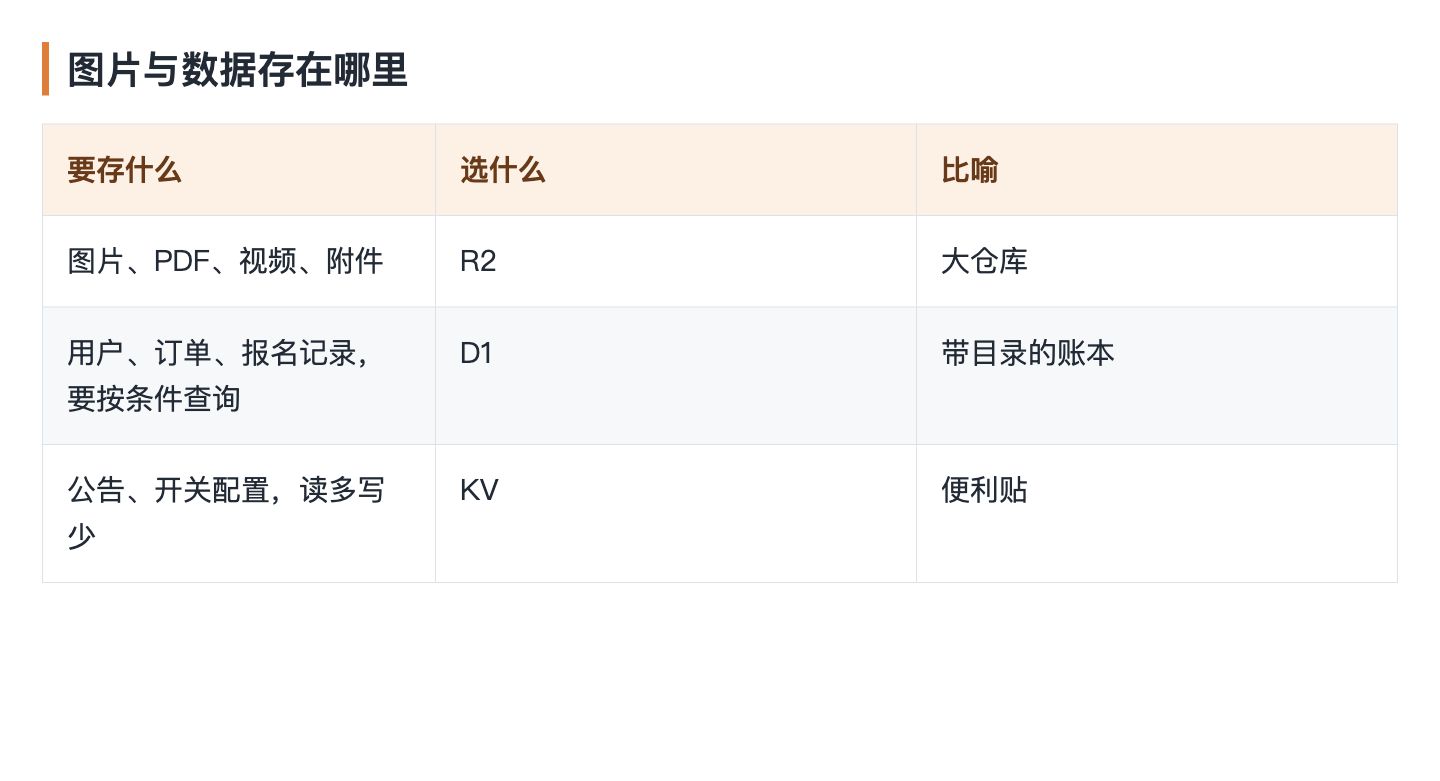 图片与数据存在哪里
要存什么
选什么
比喻
图片、PDF、视频、附件
R2
大仓库
用户、订单、报名记录，
要按条件查询
D1
带目录的账本
公告、开关配置，读多写
少
KV
便利贴